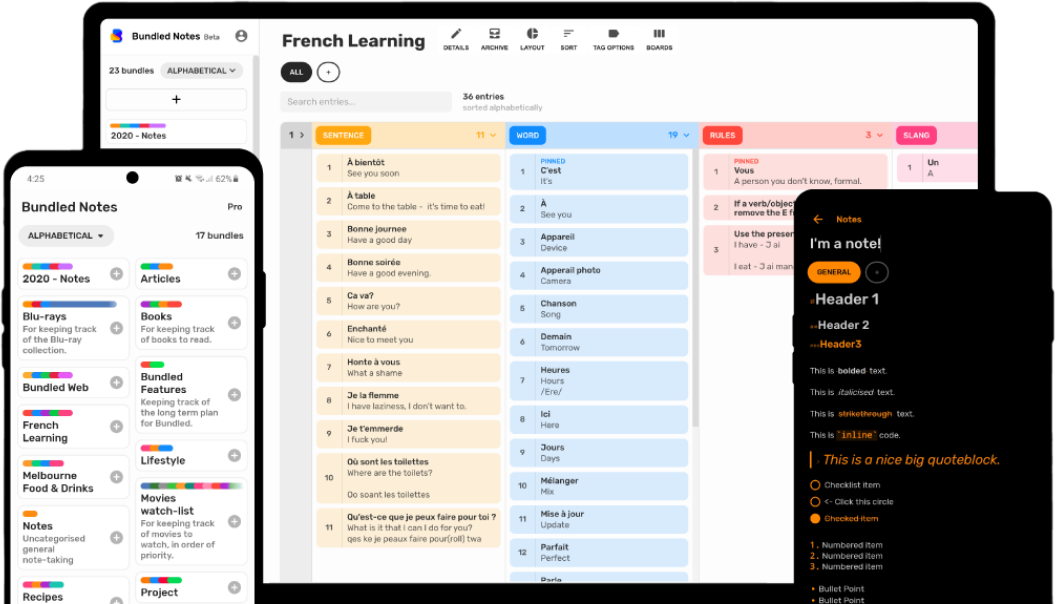 Bundled Notes Beta
23 bundles ALPHABETICAL
+
2020 - Notes
French Learning
DETAILS ARCHIVE LAYOUT SORT TAG OPTIONS BOARDS
ALL +
Search entries...
36 entries
sorted alphabetically
1 >
SENTENCE 11
1 À bientôt
See you soon
2 À table
Come to the table - it's time to eat!
3 Bonne journee
Have a good day
4 Bonne soirée
Have a good evening.
5 Ca va?
How are you?
6 Enchanté
Nice to meet you
7 Honte à vous
What a shame
8 Je la flemme
I have laziness, I don't want to.
9 Je t'emmerde
I fuck you!
10 Où sont les toilettes
Where are the toilets?
Oo soant les toilettes
11 Qu'est-ce que je peux faire pour toi ?
What is it that I can I do for you?
qes ke je peaux faire pour(roll) twa
WORD 19
PINNED
1 C'est
It's
2 À
See you
3 Appareil
Device
4 Apperail photo
Camera
5 Chanson
Song
6 Demain
Tomorrow
7 Heures
Hours
/Ere/
8 Ici
Here
9 Jours
Days
10 Mélanger
Mix
11 Mise à jour
Update
12 Parfait
Perfect
Parle
RULES 3
PINNED
1 Vous
A person you don't know, formal.
2 If a verb/object
remove the E
3 Use the
I have - J ai
I eat - J ai
SLANG
1 Un
A
4:25 62%
Bundled Notes Pro
ALPHABETICAL 17 bundles
2020 - Notes
Articles
Blu-rays
For keeping track
of the Blu-ray
collection.
Books
For keeping track
of books to read.
Bundled Web
Bundled
Features
Keeping track of
the long term plan
for Bundled.
French
Learning
Lifestyle
Melbourne
Food & Drinks
Movies
watch-list
For keeping track
of movies to
watch, in order of
priority.
Notes
Uncategorised
general
note-taking
Project
Recipes
← Notes
I'm a note!
GENERAL +
#Header 1
##Header 2
###Header3
This is bolded text.
This is italicised text.
This is strikethrough text.
This is `inline` code.
This is a nice big quoteblock.
Checklist item
<- Click this circle
Checked item
1. Numbered item
2. Numbered item
3. Numbered item
• Bullet Point
• Bullet Point